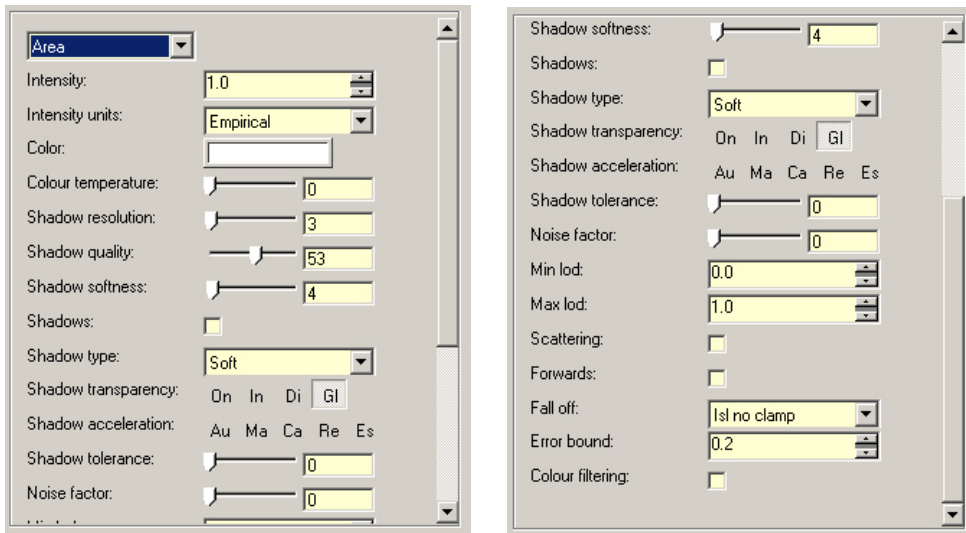 Area
Intensity: 1.0
Intensity units: Empirical
Color:
Colour temperature: 0
Shadow resolution: 3
Shadow quality: 53
Shadow softness: 4
Shadows:
Shadow type: Soft
Shadow transparency: On In Di GI
Shadow acceleration: Au Ma Ca Re Es
Shadow tolerance: 0
Noise factor: 0
Shadow softness: 4
Shadows:
Shadow type: Soft
Shadow transparency: On In Di GI
Shadow acceleration: Au Ma Ca Re Es
Shadow tolerance: 0
Noise factor: 0
Min lod: 0.0
Max lod: 1.0
Scattering:
Forwards:
Fall off: lsl no clamp
Error bound: 0.2
Colour filtering: